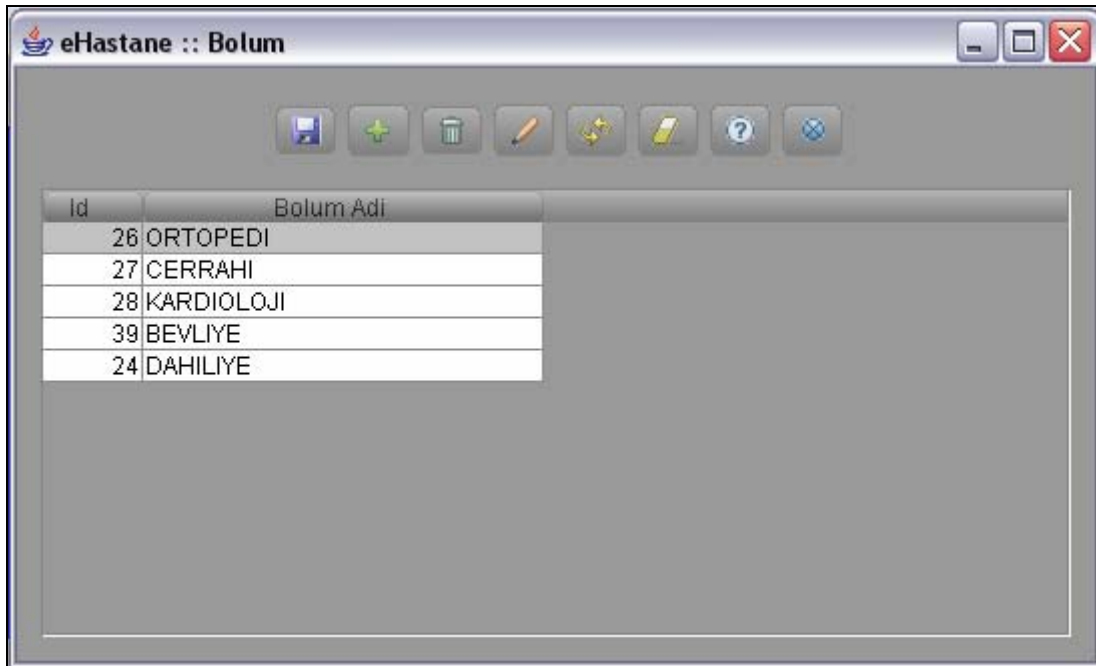 eHastane :: Bolum
Id Bolum Adi
26 ORTOPEDI
27 CERRAHI
28 KARDIOLOJI
39 BEVLIYE
24 DAHILIYE